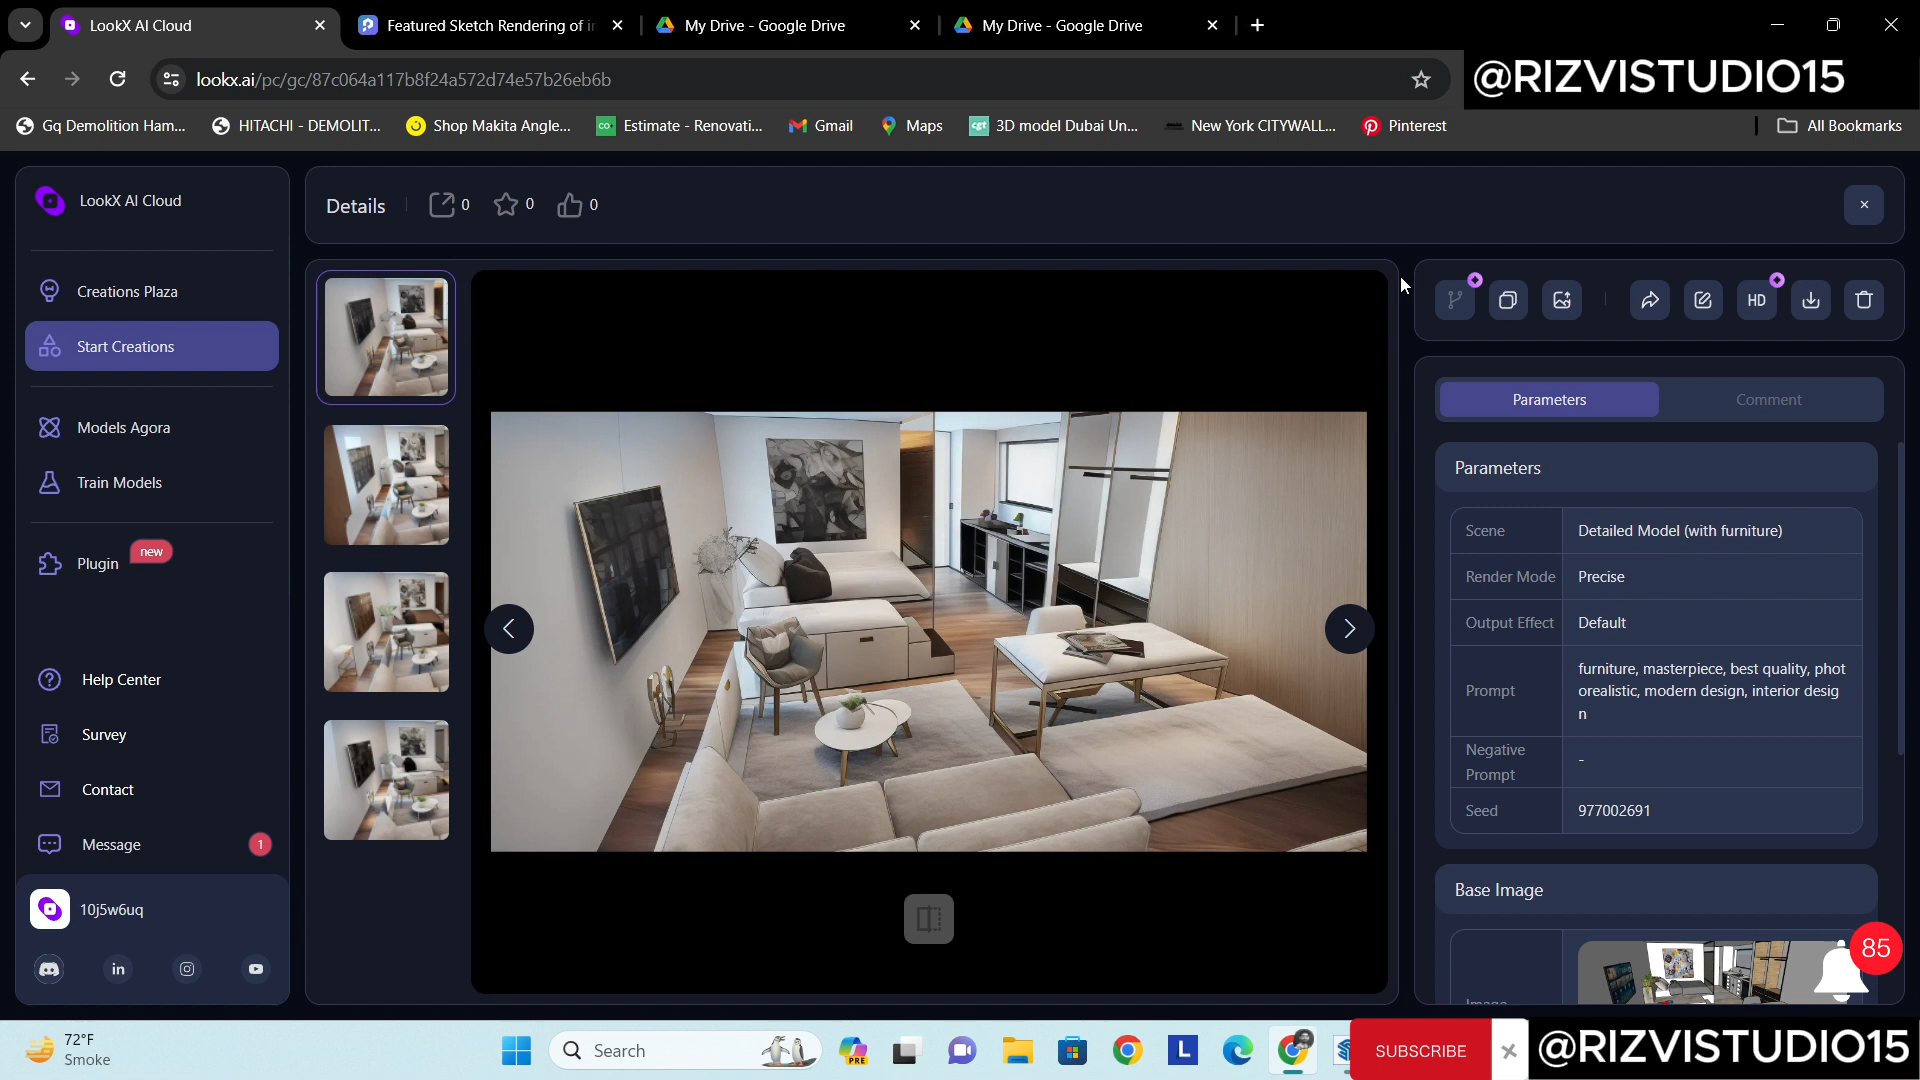 LookX AI Cloud
Featured Sketch Rendering of i
My Drive - Google Drive
My Drive - Google Drive
lookx.ai/pc/gc/87c064a117b8f24a572d74e57b26eb6b
@RIZVISTUDIO15
Gq Demolition Ham...
HITACHI - DEMOLIT...
Shop Makita Angle...
Estimate - Renovati...
Gmail
Maps
3D model Dubai Un...
New York CITYWALL...
Pinterest
All Bookmarks
LookX AI Cloud
Details
0
0
0
Creations Plaza
Start Creations
Models Agora
Train Models
Plugin
new
Help Center
Survey
Contact
Message
1
10j5w6uq
HD
Parameters
Comment
Parameters
Scene
Detailed Model (with furniture)
Render Mode
Precise
Output Effect
Default
Prompt
furniture, masterpiece, best quality, phot
orealistic, modern design, interior desig
n
Negative
Prompt
-
Seed
977002691
Base Image
85
72°F
Smoke
Search
PRE
L
SUBSCRIBE
@RIZVISTUDIO15